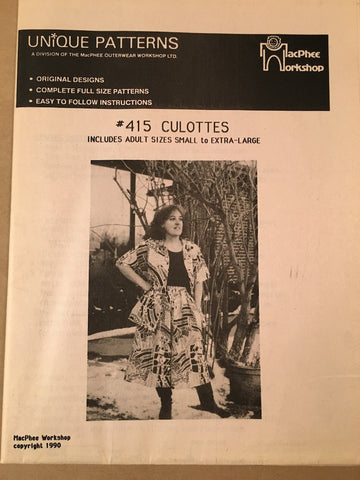 UNIQUE PATTERNS
A DIVISION OF THE MacPHEE OUTERWEAR WORKSHOP LTD.
MacPhee
Workshop
• ORIGINAL DESIGNS
• COMPLETE FULL SIZE PATTERNS
• EASY TO FOLLOW INSTRUCTIONS
#415 CULOTTES
INCLUDES ADULT SIZES SMALL to EXTRA-LARGE
MacPhee Workshop
copyright 1990